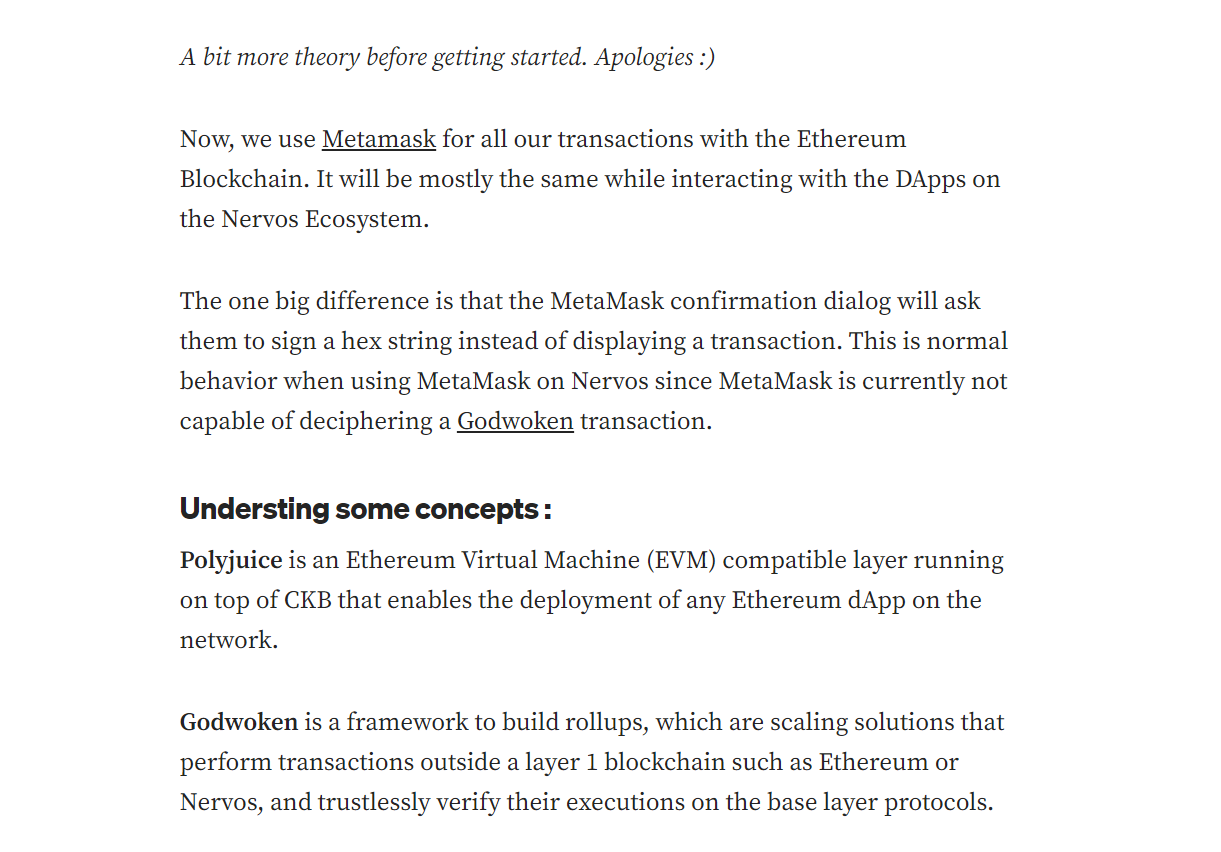 A bit more theory before getting started. Apologies :)
Now, we use Metamask for all our transactions with the Ethereum
Blockchain. It will be mostly the same while interacting with the DApps on
the Nervos Ecosystem.
The one big difference is that the MetaMask confirmation dialog will ask
them to sign a hex string instead of displaying a transaction. This is normal
behavior when using MetaMask on Nervos since MetaMask is currently not
capable of deciphering a Godwoken transaction.
Understing some concepts :
Polyjuice is an Ethereum Virtual Machine (EVM) compatible layer running
on top of CKB that enables the deployment of any Ethereum dApp on the
network.
Godwoken is a framework to build rollups, which are scaling solutions that
perform transactions outside a layer 1 blockchain such as Ethereum or
Nervos, and trustlessly verify their executions on the base layer protocols.